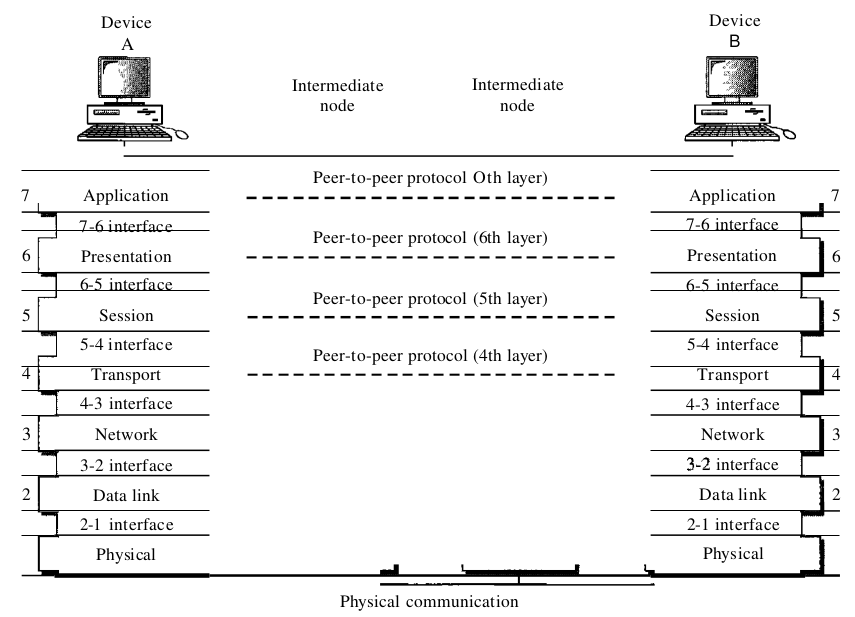 Device
A
Device
B
Intermediate
node
Intermediate
node
Peer-to-peer protocol Oth layer)
7 Application
Application 7
7-6 interface
7-6 interface
Peer-to-peer protocol (6th layer)
6 Presentation
Presentation 6
6-5 interface
6-5 interface
Peer-to-peer protocol (5th layer)
5 Session
Session 5
5-4 interface
5-4 interface
Peer-to-peer protocol (4th layer)
4 Transport
Transport 4
4-3 interface
4-3 interface
3 Network
Network 3
3-2 interface
3-2 interface
2 Data link
Data link 2
2-1 interface
2-1 interface
Physical
Physical
Physical communication